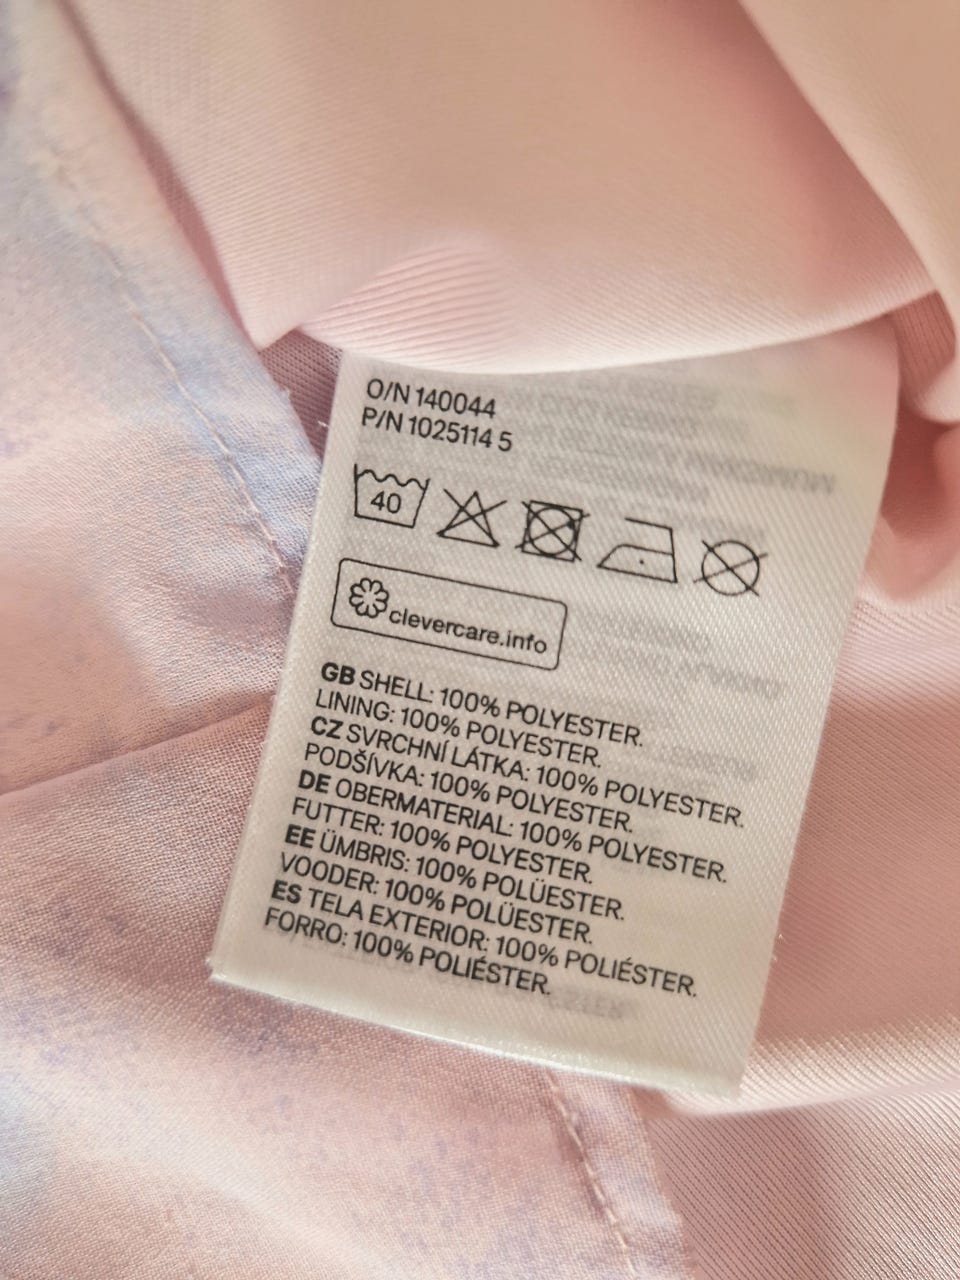 O/N 140044
P/N 1025114 5
40
clevercare.info
GB SHELL: 100% POLYESTER.
LINING: 100% POLYESTER.
CZ SVRCHNÍ LÁTKA: 100% POLYESTER.
PODŠÍVKA: 100% POLYESTER.
DE OBERMATERIAL: 100% POLYESTER.
FUTTER: 100% POLYESTER.
EE ÜMBRIS: 100% POLÜESTER.
VOODER: 100% POLÜESTER.
ES TELA EXTERIOR: 100% POLIÉSTER.
FORRO: 100% POLIÉSTER.